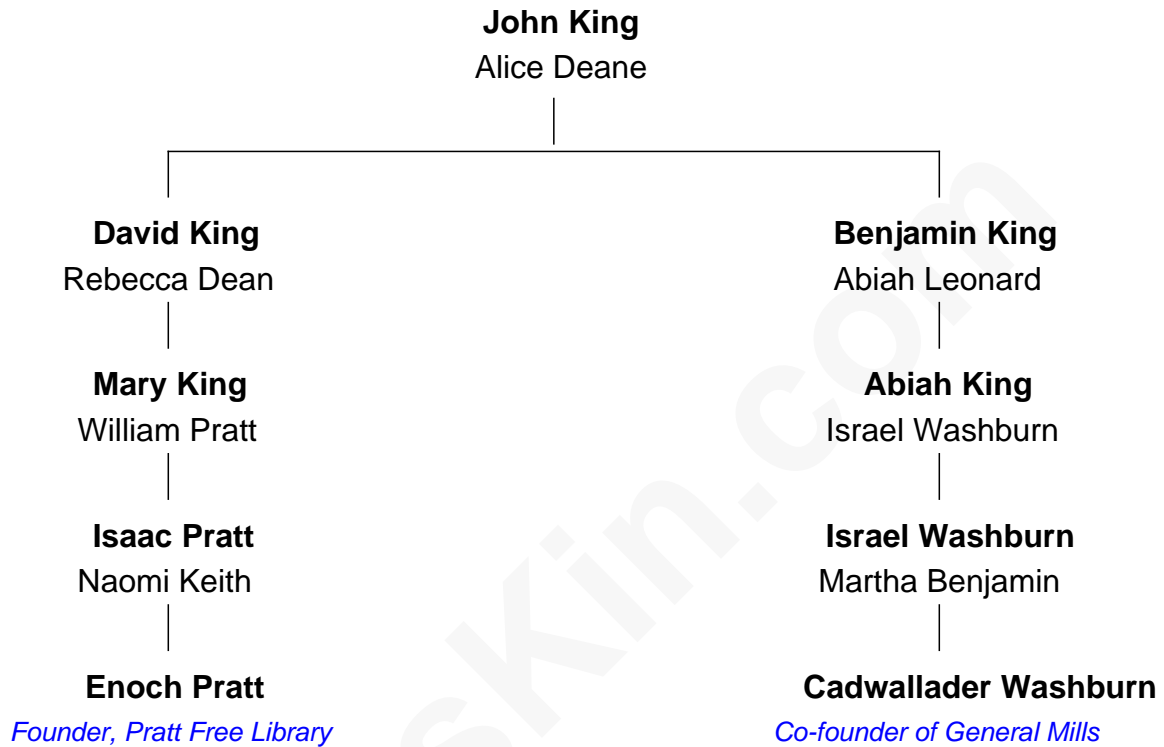 John King
Alice Deane
David King
Rebecca Dean
Mary King
William Pratt
Isaac Pratt
Naomi Keith
Enoch Pratt
Founder, Pratt Free Library
Benjamin King
Abiah Leonard
Abiah King
Israel Washburn
Israel Washburn
Martha Benjamin
Cadwallader Washburn
Co-founder of General Mills
sKin.com